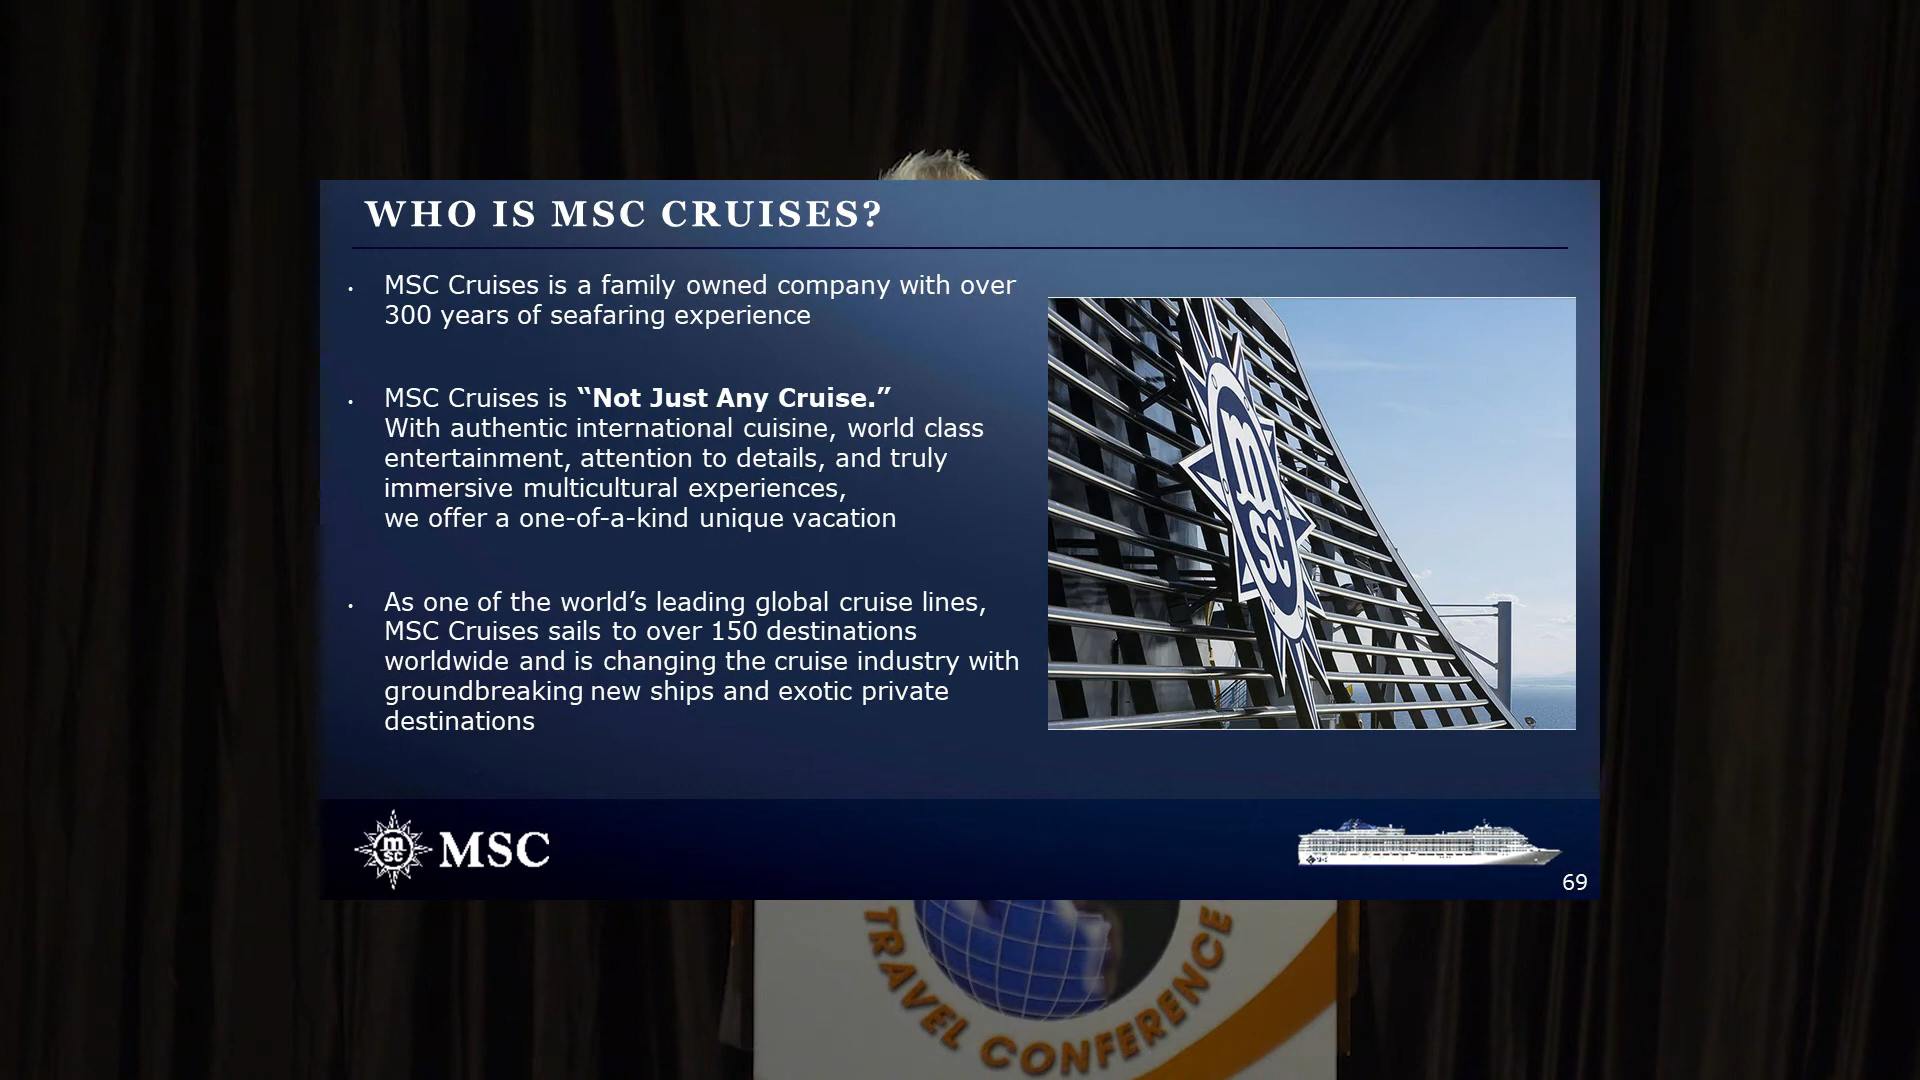 WHO IS MSC CRUISES?
• MSC Cruises is a family owned company with over
300 years of seafaring experience
• MSC Cruises is “Not Just Any Cruise.”
With authentic international cuisine, world class
entertainment, attention to details, and truly
immersive multicultural experiences,
we offer a one-of-a-kind unique vacation
• As one of the world’s leading global cruise lines,
MSC Cruises sails to over 150 destinations
worldwide and is changing the cruise industry with
groundbreaking new ships and exotic private
destinations
m
SC
m
sc
MSC
69
TRAVEL CONFERENCE